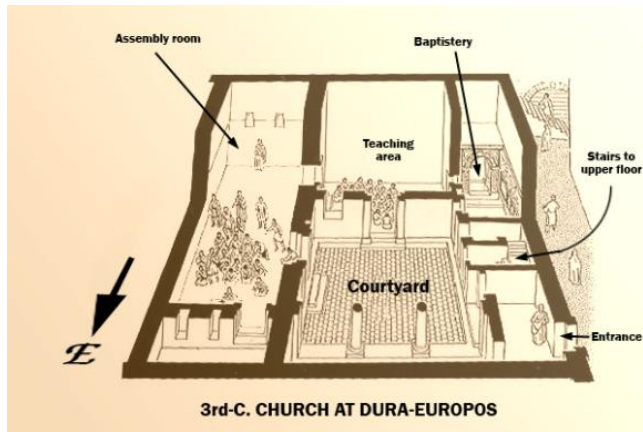 Assembly room
Baptistery
Teaching
area
Stairs to
upper floor
Courtyard
E
Entrance
3rd-C. CHURCH AT DURA-EUROPOS